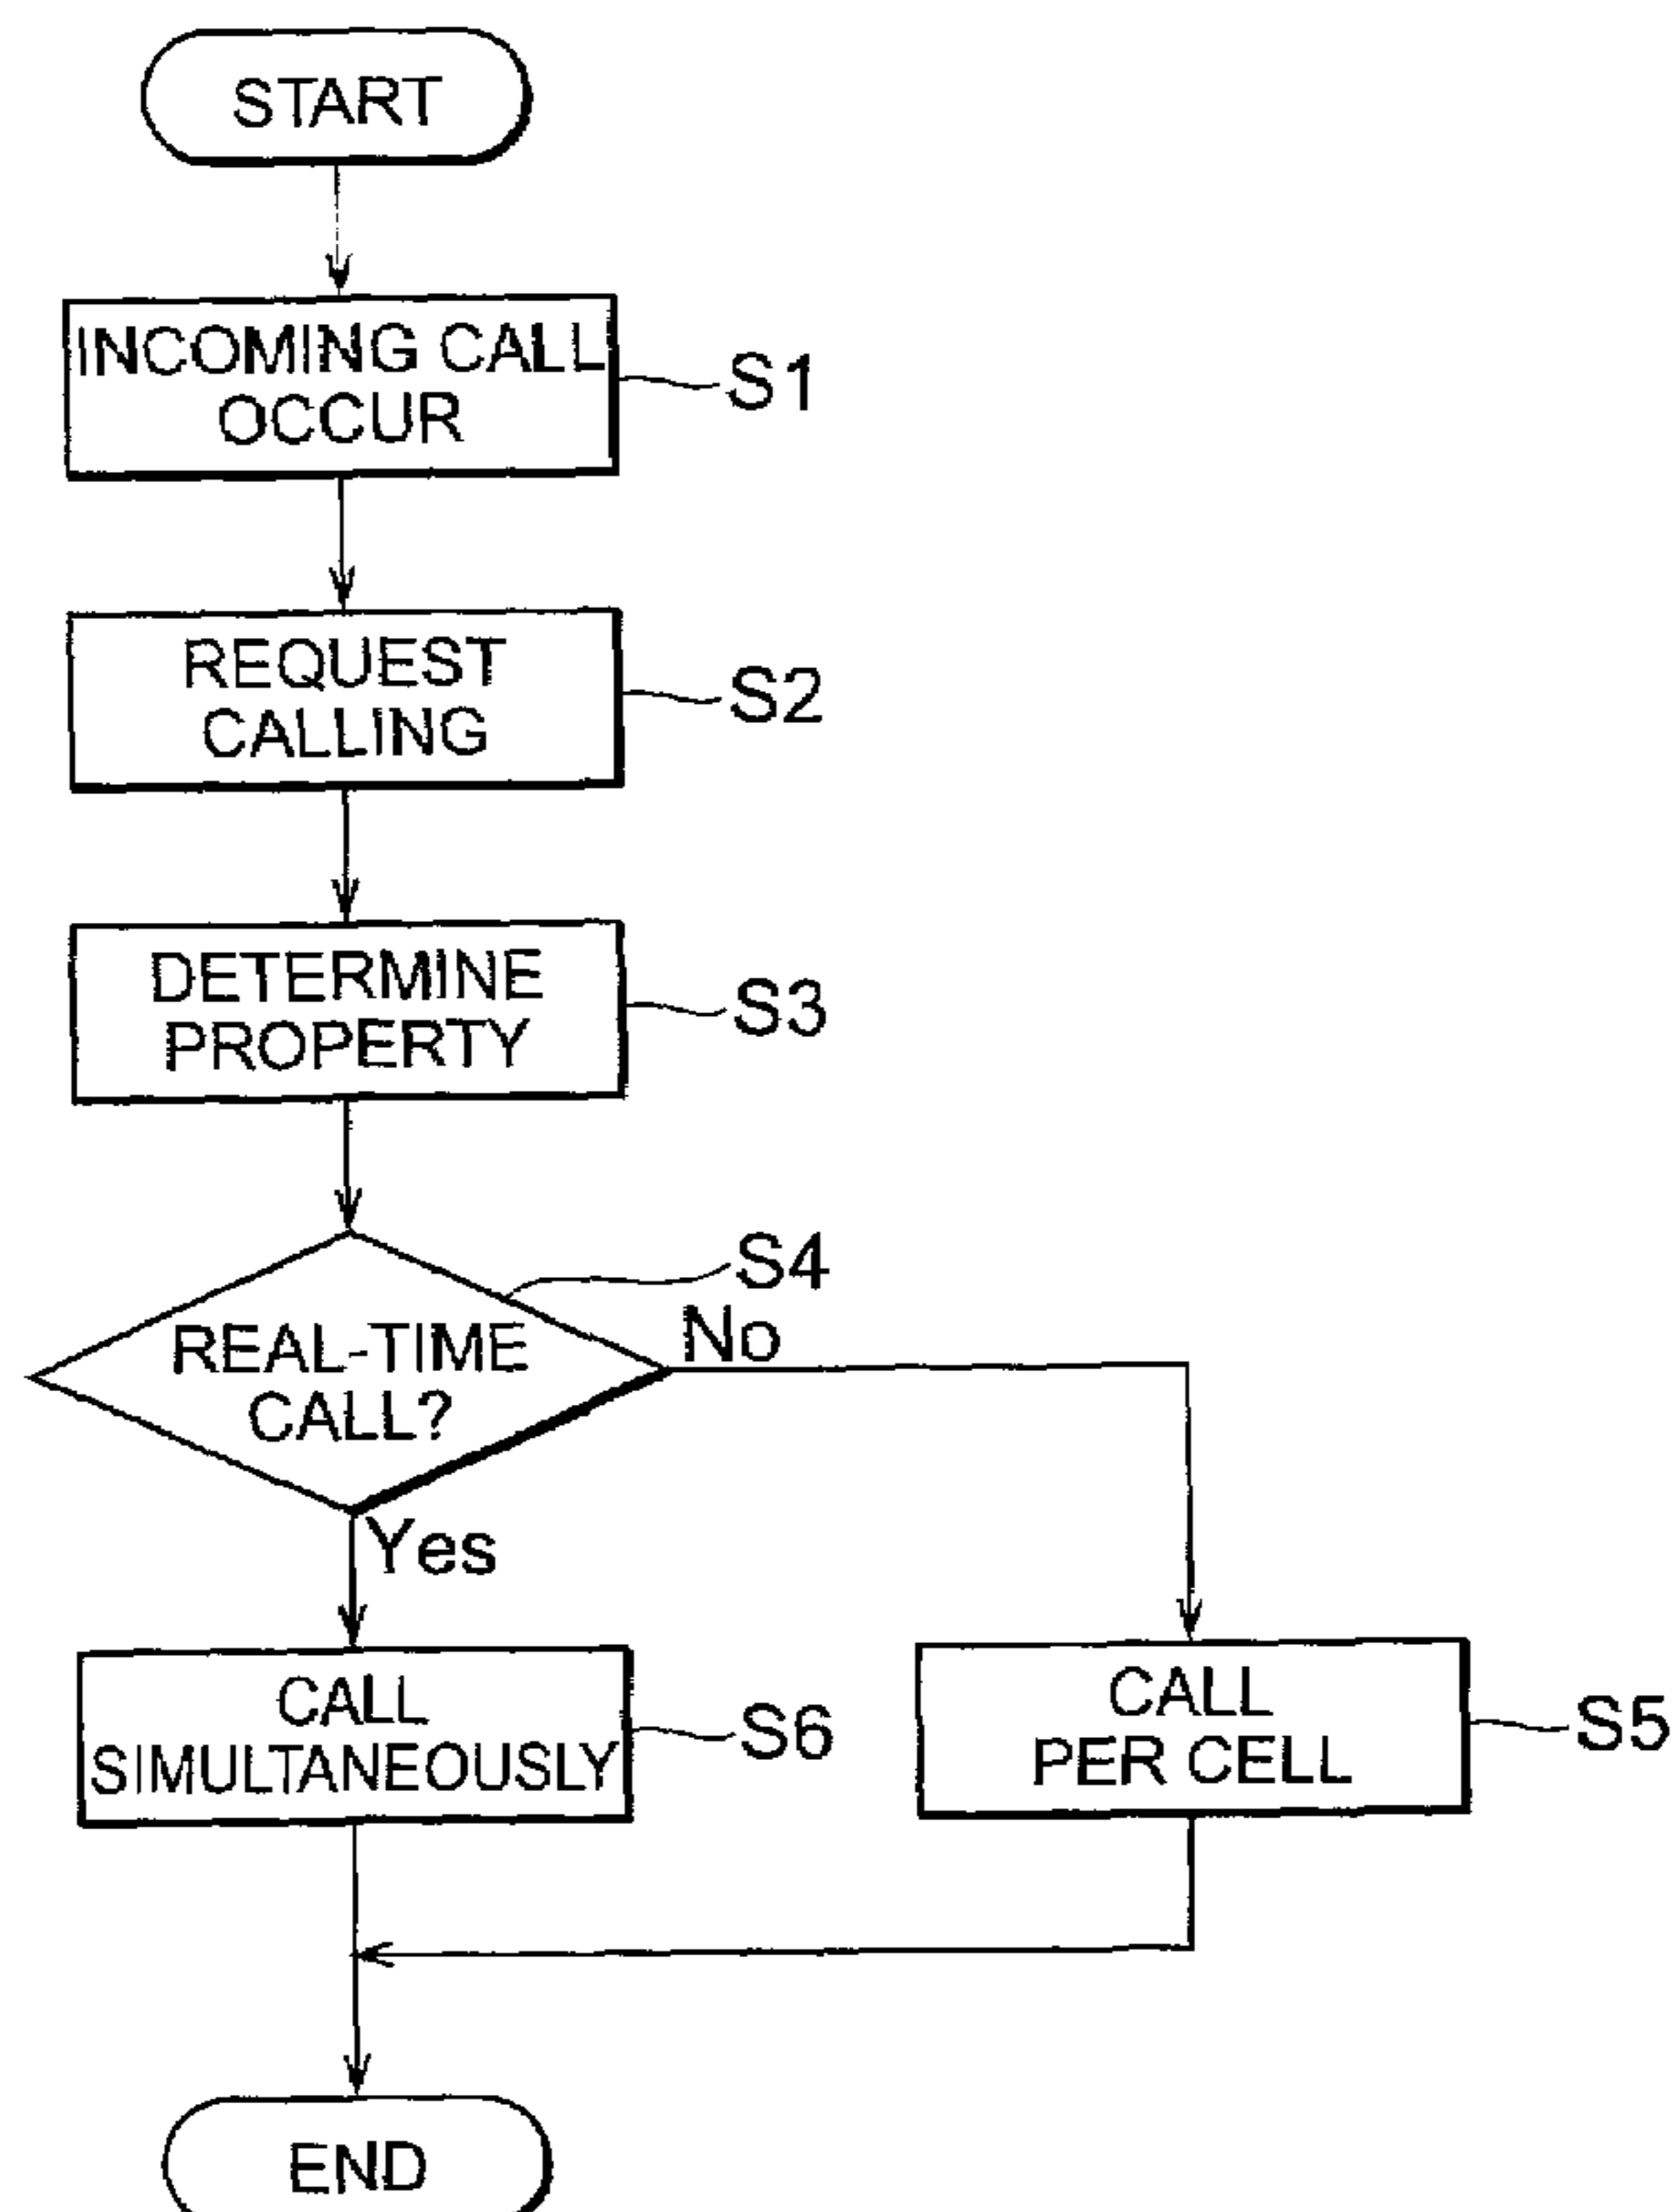 START
INCOMING CALL
OCCUR
S1
REQUEST
CALLING
S2
DETERMINE
PROPERTY
S3
S4
REAL-TIME
CALL?
No
Yes
CALL
SIMULTANEOUSLY
S6
CALL
PER CELL
S5
END